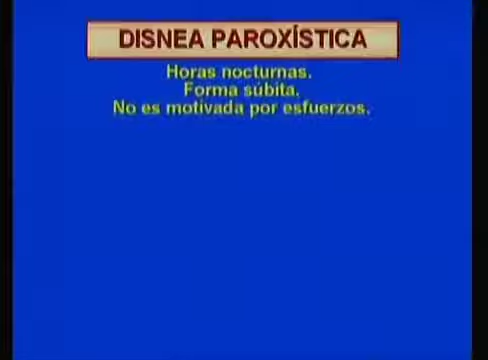 DISNEA PAROXÍSTICA
Horas nocturnas.
Forma súbita.
No es motivada por esfuerzos.